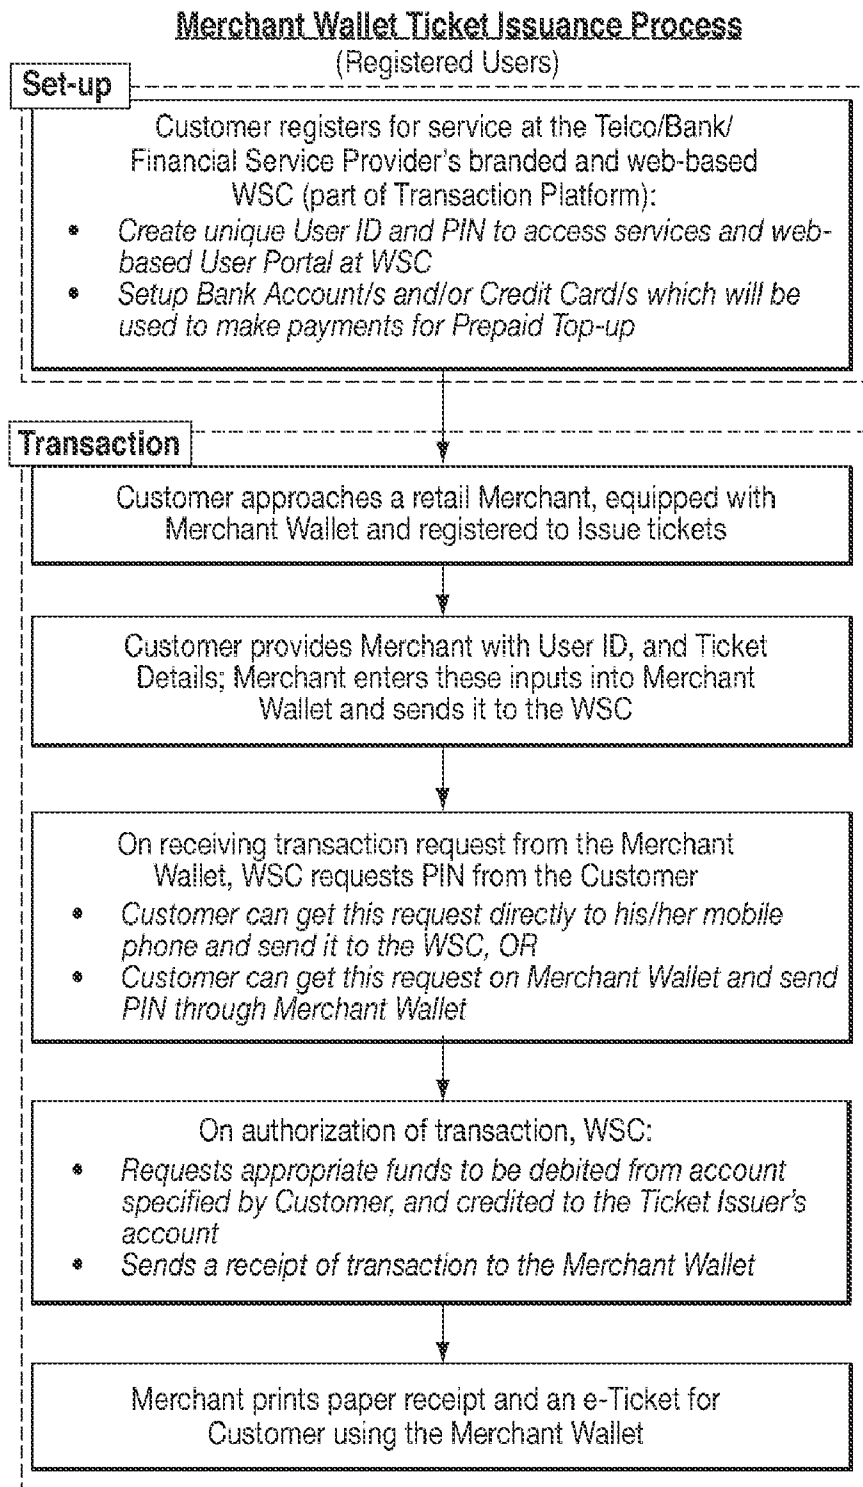 Merchant Wallet Ticket Issuance Process
(Registered Users)
Set-up
Customer registers for service at the Telco/Bank/
Financial Service Provider's branded and web-based
WSC (part of Transaction Platform):
• Create unique User ID and PIN to access services and web-
based User Portal at WSC
• Setup Bank Account/s and/or Credit Card/s which will be
used to make payments for Prepaid Top-up
Transaction
Customer approaches a retail Merchant, equipped with
Merchant Wallet and registered to Issue tickets
Customer provides Merchant with User ID, and Ticket
Details; Merchant enters these inputs into Merchant
Wallet and sends it to the WSC
On receiving transaction request from the Merchant
Wallet, WSC requests PIN from the Customer
• Customer can get this request directly to his/her mobile
phone and send it to the WSC, OR
• Customer can get this request on Merchant Wallet and send
PIN through Merchant Wallet
On authorization of transaction, WSC:
• Requests appropriate funds to be debited from account
specified by Customer, and credited to the Ticket Issuer's
account
• Sends a receipt of transaction to the Merchant Wallet
Merchant prints paper receipt and an e-Ticket for
Customer using the Merchant Wallet